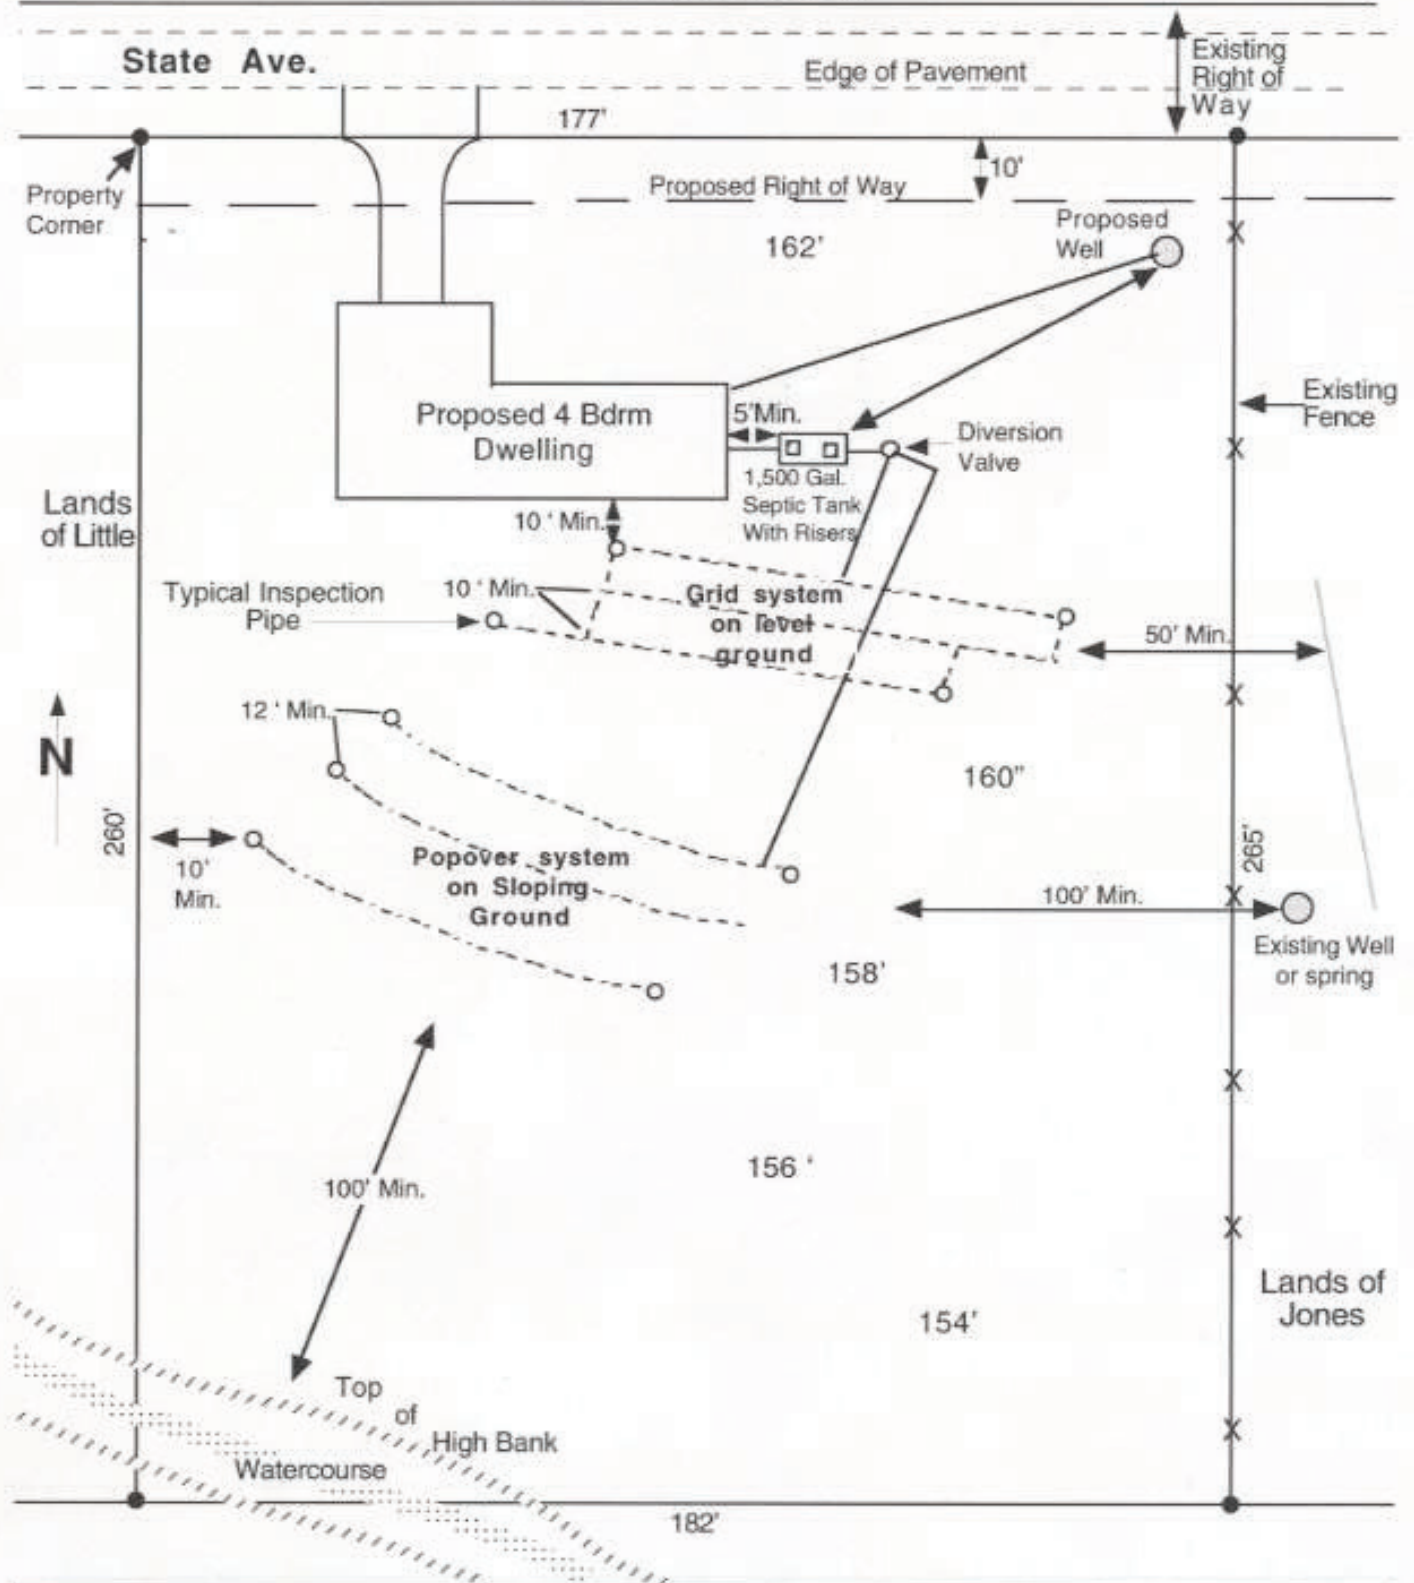 State Ave.
Edge of Pavement
Existing
Right of
Way
177'
10'
Property
Corner
Proposed Right of Way
Proposed
Well
162'
Existing
Fence
Proposed 4 Bdrm
Dwelling
5'Min.
Diversion
Valve
1,500 Gal.
Septic Tank
With Risers
Lands
of Little
10 ' Min.
Typical Inspection
Pipe
10 ' Min.
Grid system
on level
ground
50' Min.
12 ' Min.
N
160"
260'
10'
Min.
Popover system
on Sloping
Ground
265'
100' Min.
Existing Well
or spring
158'
156 '
100' Min.
Lands of
Jones
154'
Top
of
High Bank
Watercourse
182'